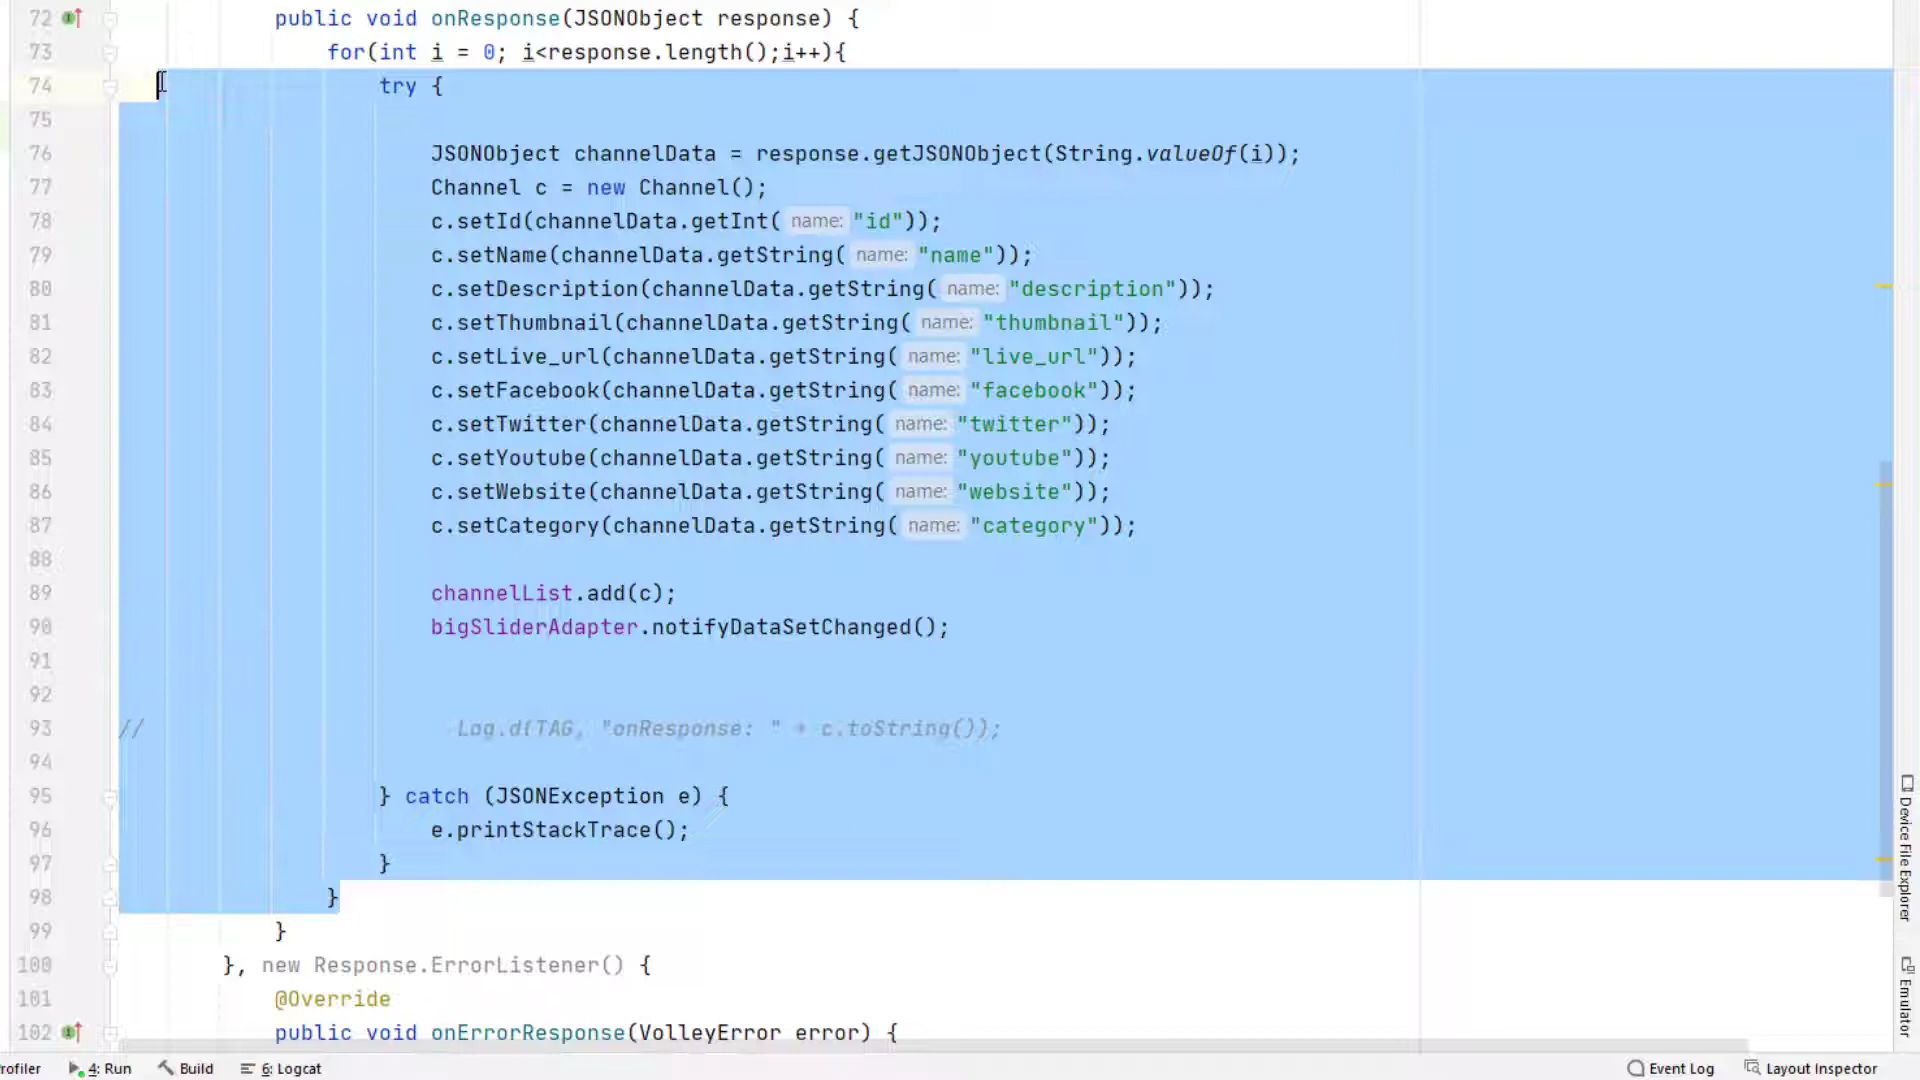 72 public void onResponse(JSONObject response) {
73 for(int i = 0; i<response.length();i++){
74 try {
75
76 JSONObject channelData = response.getJSONObject(String.valueOf(i));
77 Channel c = new Channel();
78 c.setId(channelData.getInt( name: "id"));
79 c.setName(channelData.getString( name: "name"));
80 c.setDescription(channelData.getString( name: "description"));
81 c.setThumbnail(channelData.getString( name: "thumbnail"));
82 c.setLive_url(channelData.getString( name: "live_url"));
83 c.setFacebook(channelData.getString( name: "facebook"));
84 c.setTwitter(channelData.getString( name: "twitter"));
85 c.setYoutube(channelData.getString( name: "youtube"));
86 c.setWebsite(channelData.getString( name: "website"));
87 c.setCategory(channelData.getString( name: "category"));
88
89 channelList.add(c);
90 bigSliderAdapter.notifyDataSetChanged();
91
92
93 // Log.d(TAG, "onResponse: " + c.toString());
94
95 } catch (JSONException e) {
96 e.printStackTrace();
97 }
98 }
99 }
100 }, new Response.ErrorListener() {
101 @Override
102 public void onErrorResponse(VolleyError error) {
Device File Explorer
Emulator
rofiler 4: Run Build 6: Logcat Event Log Layout Inspector